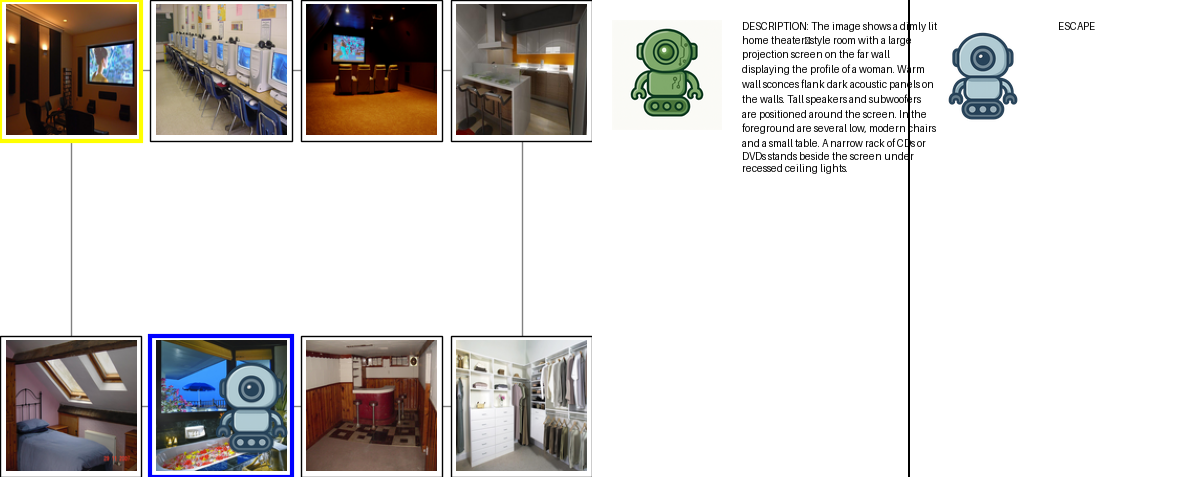 DESCRIPTION: The image shows a dimly lit
home theater▯style room with a large
projection screen on the far wall
displaying the profile of a woman. Warm
wall sconces flank dark acoustic panels on
the walls. Tall speakers and subwoofers
are positioned around the screen. In the
foreground are several low, modern chairs
and a small table. A narrow rack of CDs or
DVDs stands beside the screen under
recessed ceiling lights.
ESCAPE